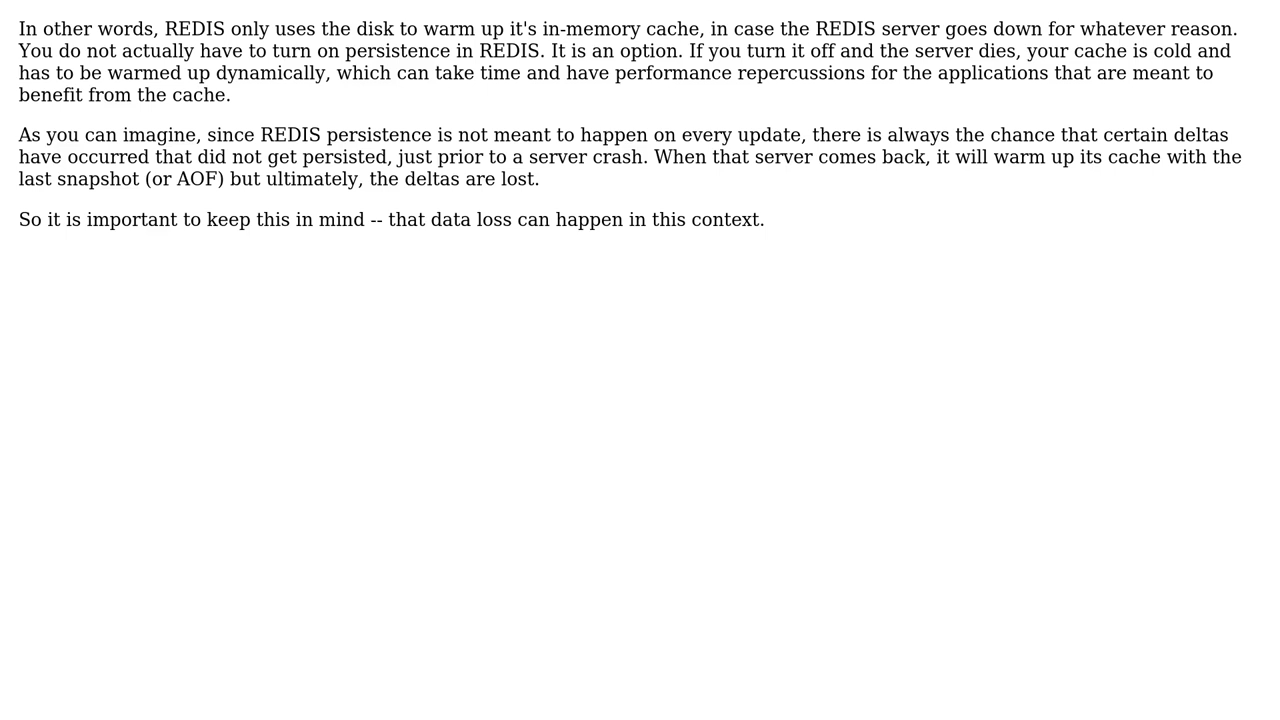 In other words, REDIS only uses the disk to warm up it's in-memory cache, in case the REDIS server goes down for whatever reason.
You do not actually have to turn on persistence in REDIS. It is an option. If you turn it off and the server dies, your cache is cold and
has to be warmed up dynamically, which can take time and have performance repercussions for the applications that are meant to
benefit from the cache.
As you can imagine, since REDIS persistence is not meant to happen on every update, there is always the chance that certain deltas
have occurred that did not get persisted, just prior to a server crash. When that server comes back, it will warm up its cache with the
last snapshot (or AOF) but ultimately, the deltas are lost.
So it is important to keep this in mind -- that data loss can happen in this context.